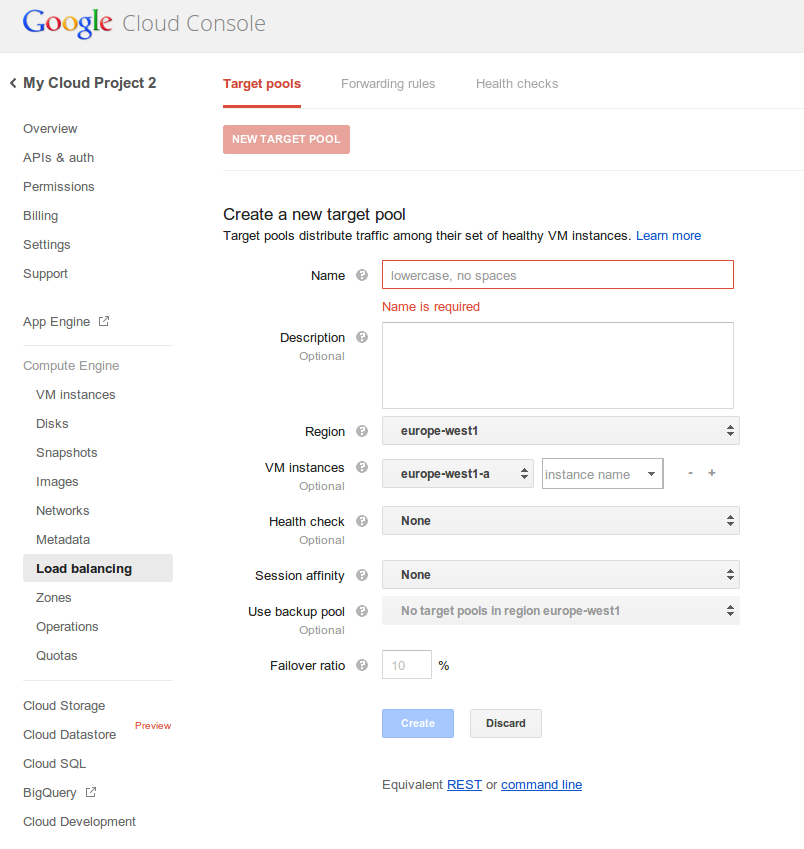 Google Cloud Console
My Cloud Project 2
Overview
APIs & auth
Permissions
Billing
Settings
Support
App Engine
Compute Engine
VM instances
Disks
Snapshots
Images
Networks
Metadata
Load balancing
Zones
Operations
Quotas
Cloud Storage
Cloud Datastore Preview
Cloud SQL
BigQuery
Cloud Development
Target pools Forwarding rules Health checks
NEW TARGET POOL
Create a new target pool
Target pools distribute traffic among their set of healthy VM instances. Learn more
Name ? lowercase, no spaces
Name is required
Description ?
Optional
Region ? europe-west1
VM instances ? europe-west1-a instance name - +
Optional
Health check ? None
Optional
Session affinity ? None
Use backup pool ? No target pools in region europe-west1
Optional
Failover ratio ? 10 %
Create Discard
Equivalent REST or command line